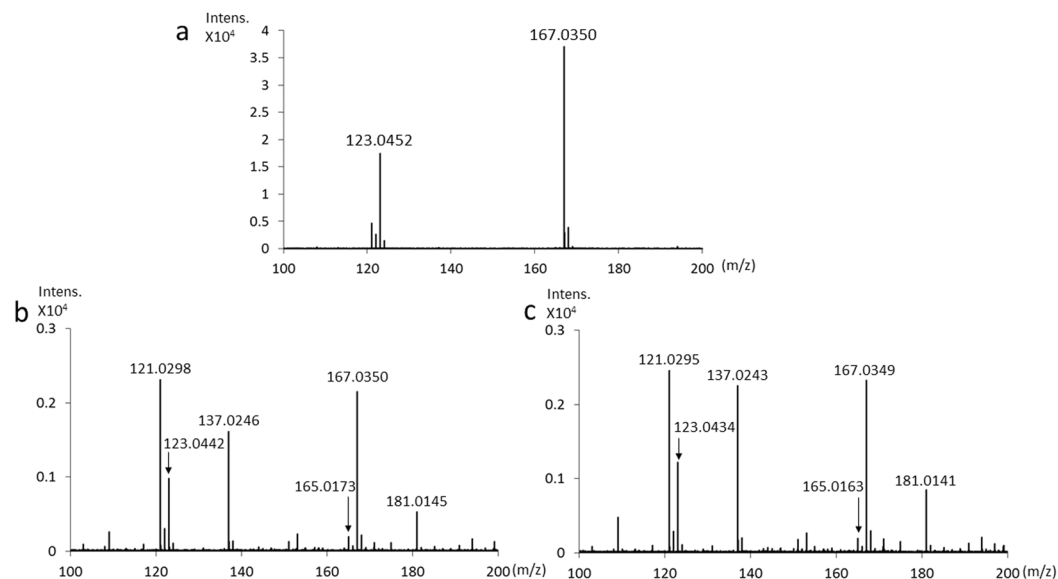 a
Intens.
X10⁴
4
3.5
3
2.5
2
1.5
1
0.5
0
167.0350
123.0452
100 120 140 160 180 200 (m/z)
b
Intens.
X10⁴
0.3
0.2
0.1
0
121.0298
167.0350
137.0246
123.0442
165.0173
181.0145
100 120 140 160 180 200 (m/z)
c
Intens.
X10⁴
0.3
0.2
0.1
0
121.0295
167.0349
137.0243
123.0434
165.0163
181.0141
100 120 140 160 180 200 (m/z)